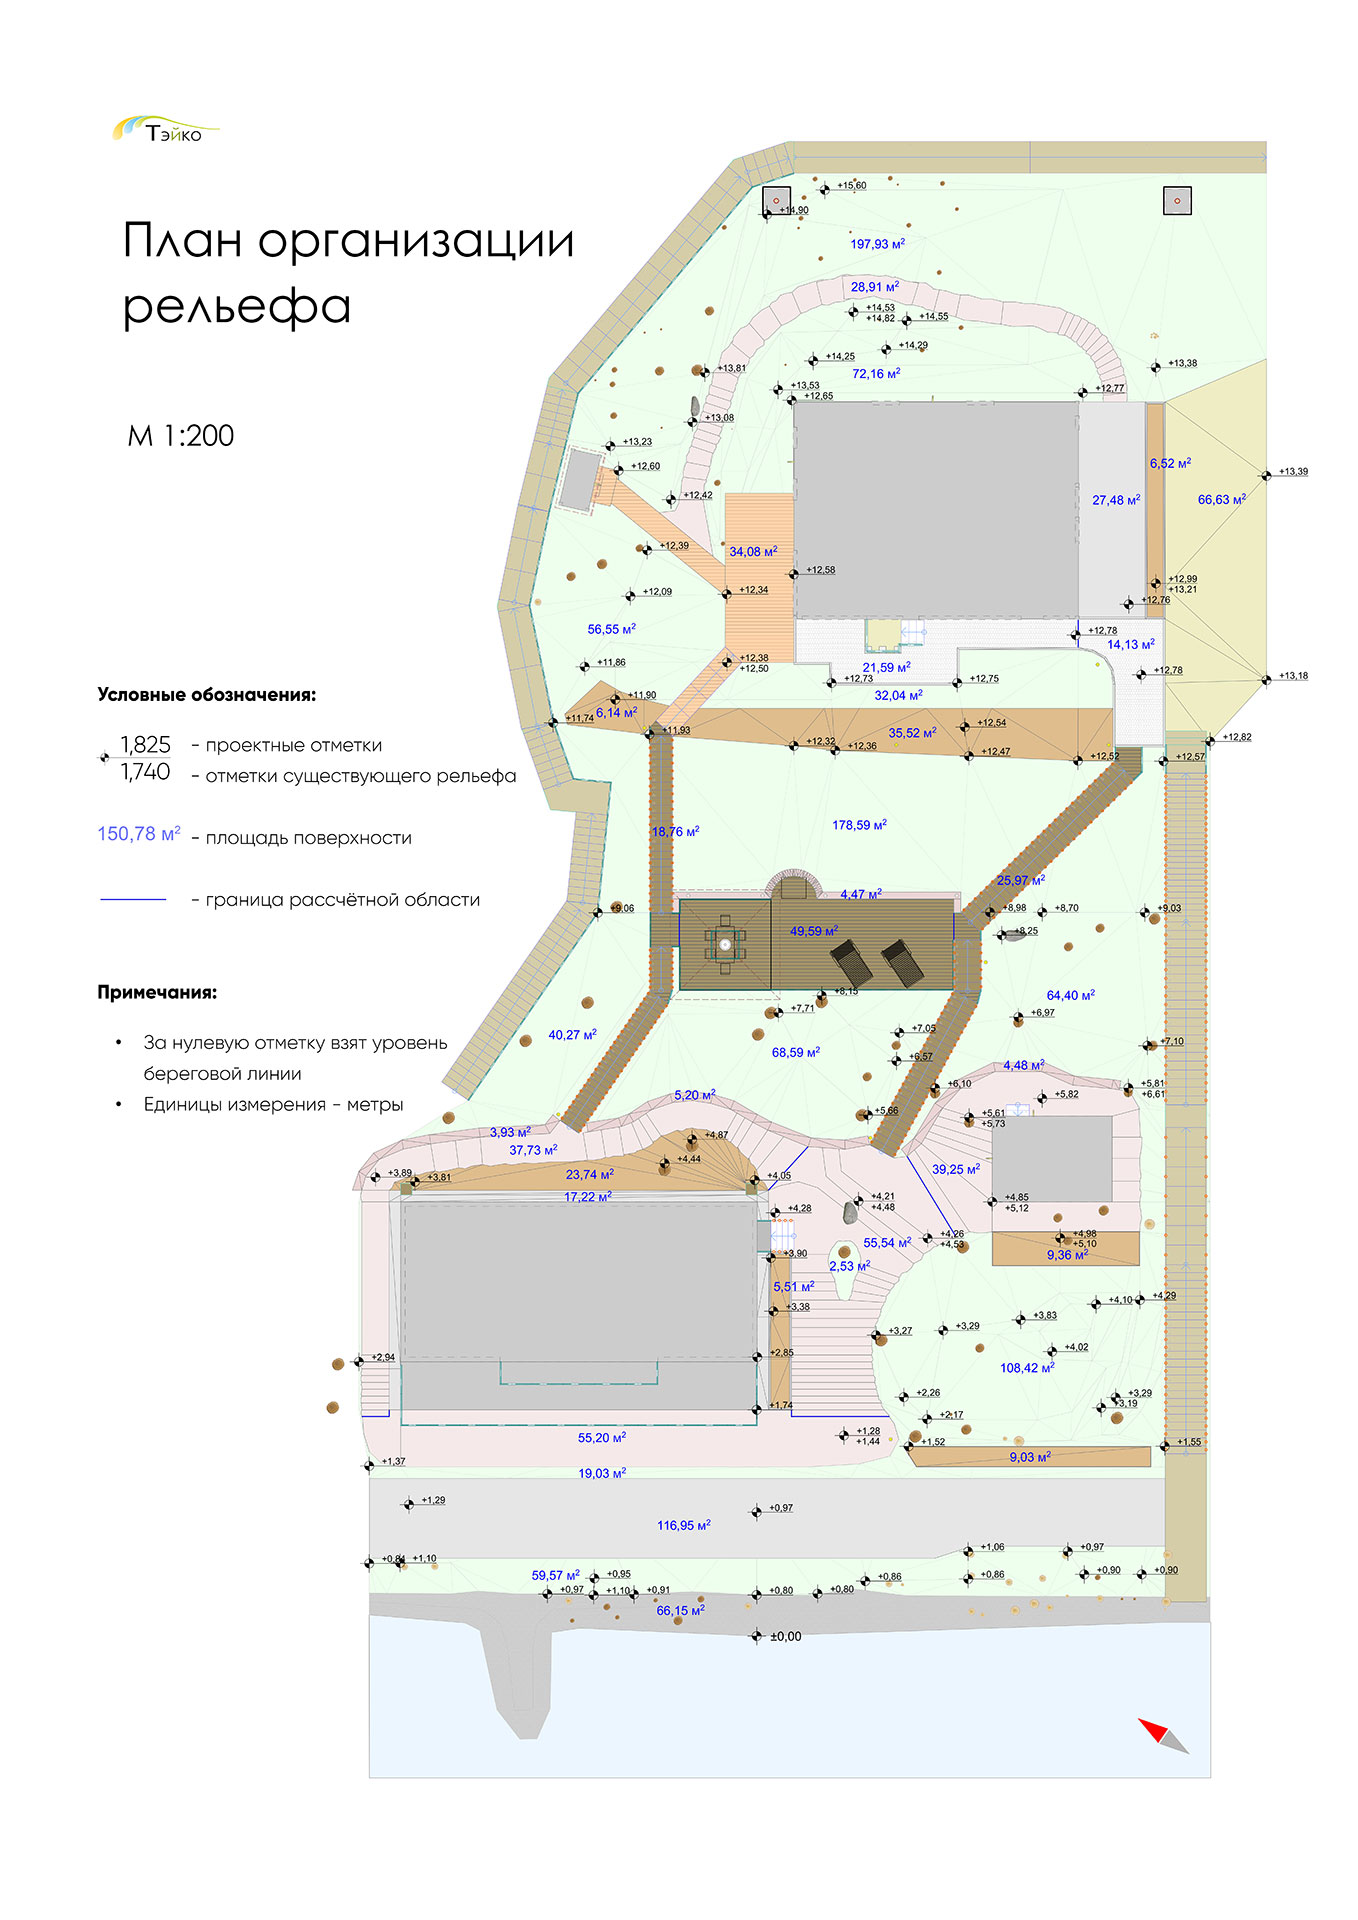 Тэйко
План организации
рельефа
М 1:200
Условные обозначения:
1,825 - проектные отметки
1,740 - отметки существующего рельефа
150,78 м² - площадь поверхности
- граница рассчётной области
Примечания:
• За нулевую отметку взят уровень
береговой линии
• Единицы измерения - метры
+15,60
+14,90
197,93 м²
28,91 м²
+14,53
+14,82
+14,55
+14,29
+14,25
72,16 м²
+13,81
+13,38
+13,53
+12,65
+12,77
+13,08
+13,23
+12,60
6,52 м²
+13,39
+12,42
27,48 м²
66,63 м²
+12,39
34,08 м²
+12,58
+12,99
+13,21
+12,09
+12,34
+12,76
56,55 м²
+12,78
14,13 м²
+11,86
+12,38
+12,50
21,59 м²
+12,78
+13,18
+12,73
+12,75
32,04 м²
+11,90
6,14 м²
+11,74
+11,93
+12,54
35,52 м²
+12,32
+12,36
+12,47
+12,52
+12,57
+12,82
18,76 м²
178,59 м²
25,97 м²
4,47 м²
+9,06
+8,98
+8,70
+9,03
49,59 м²
+8,25
+8,15
64,40 м²
+7,71
+6,97
40,27 м²
+7,05
+7,10
68,59 м²
+6,57
4,48 м²
5,20 м²
+6,10
+5,81
+6,61
+5,82
+5,66
+5,61
+5,73
3,93 м²
+4,87
37,73 м²
+4,44
39,25 м²
+3,89
+3,81
23,74 м²
+4,05
17,22 м²
+4,21
+4,48
+4,85
+5,12
+4,28
55,54 м²
+4,26
+4,53
+4,98
+5,10
9,36 м²
+3,90
2,53 м²
5,51 м²
+4,10
+4,29
+3,38
+3,83
+3,27
+3,29
+4,02
+2,94
+2,85
108,42 м²
+2,26
+3,29
+3,19
+1,74
+2,17
55,20 м²
+1,28
+1,44
+1,52
+1,55
9,03 м²
+1,37
19,03 м²
+1,29
+0,97
116,95 м²
+1,06
+0,97
+1,10
59,57 м²
+0,95
+0,86
+0,86
+0,90
+0,90
+0,97
+1,10
+0,91
+0,80
+0,80
66,15 м²
±0,00